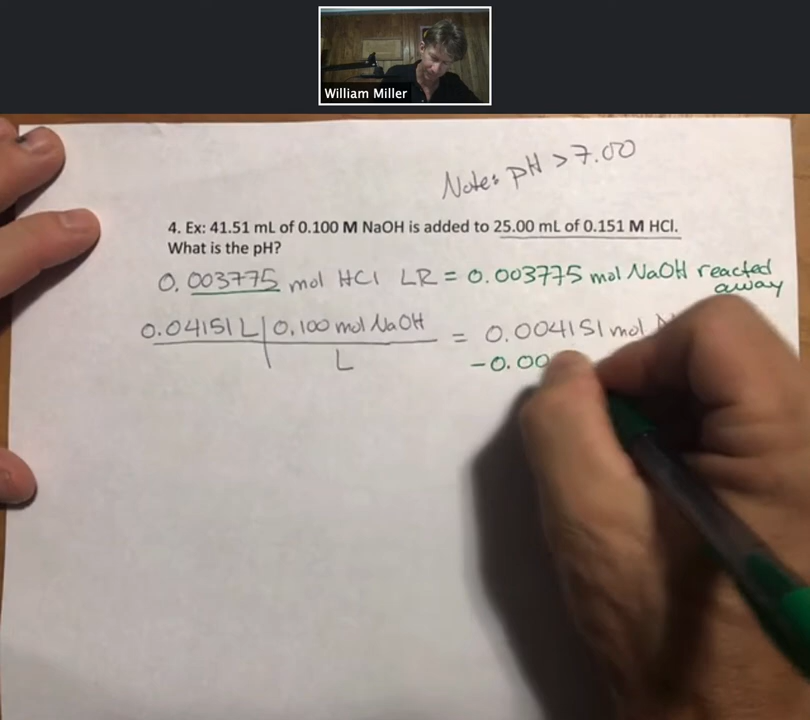 William Miller
Note: pH > 7.00
4. Ex: 41.51 mL of 0.100 M NaOH is added to 25.00 mL of 0.151 M HCl.
What is the pH?
0.003775 mol HCl LR = 0.003775 mol NaOH reacted
away
0.04151 L | 0.100 mol NaOH = 0.004151 mol
L
-0.00